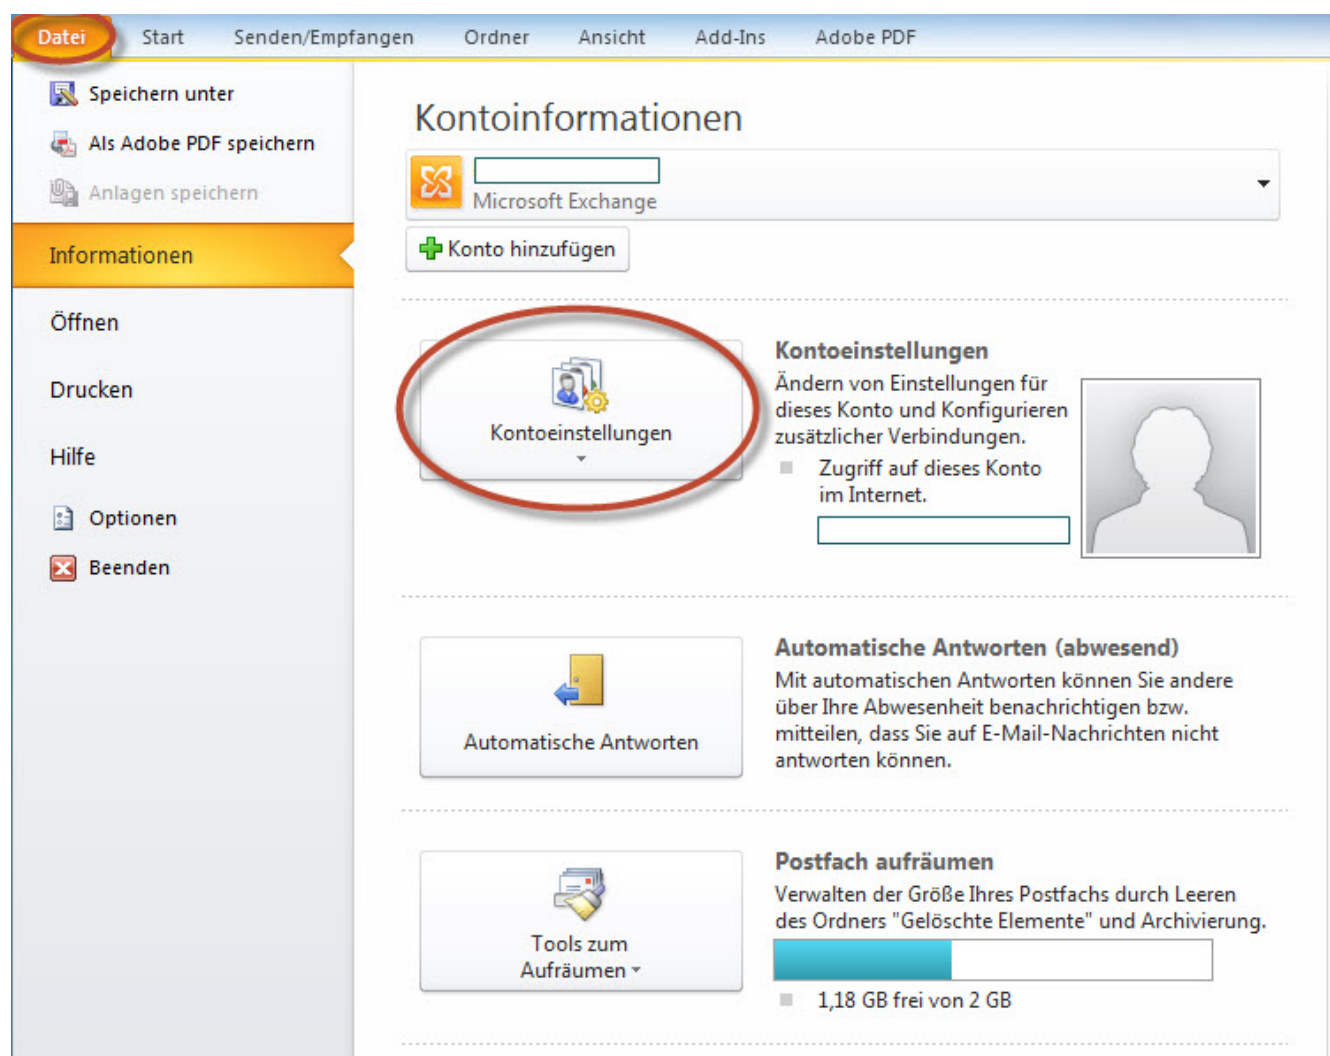 Datei Start Senden/Empfangen Ordner Ansicht Add-Ins Adobe PDF
Speichern unter
Als Adobe PDF speichern
Anlagen speichern
Informationen
Öffnen
Drucken
Hilfe
Optionen
Beenden
Kontoinformationen
Microsoft Exchange
Konto hinzufügen
Kontoeinstellungen
Kontoeinstellungen
Ändern von Einstellungen für
dieses Konto und Konfigurieren
zusätzlicher Verbindungen.
Zugriff auf dieses Konto
im Internet.
Automatische Antworten
Automatische Antworten (abwesend)
Mit automatischen Antworten können Sie andere
über Ihre Abwesenheit benachrichtigen bzw.
mitteilen, dass Sie auf E-Mail-Nachrichten nicht
antworten können.
Tools zum
Aufräumen
Postfach aufräumen
Verwalten der Größe Ihres Postfachs durch Leeren
des Ordners "Gelöschte Elemente" und Archivierung.
1,18 GB frei von 2 GB